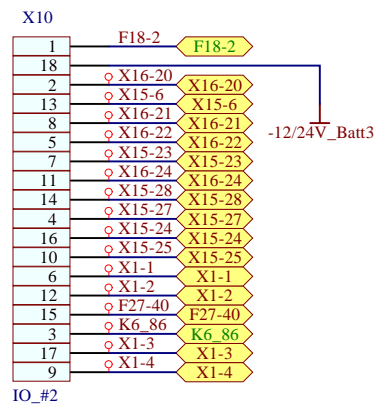 X10
1 F18-2 F18-2
18
2 X16-20 X16-20
13 X15-6 X15-6
8 X16-21 X16-21
-12/24V_Batt3
5 X16-22 X16-22
7 X15-23 X15-23
11 X16-24 X16-24
14 X15-28 X15-28
4 X15-27 X15-27
16 X15-24 X15-24
10 X15-25 X15-25
6 X1-1 X1-1
12 X1-2 X1-2
15 F27-40 F27-40
3 K6_86 K6_86
17 X1-3 X1-3
9 X1-4 X1-4
IO_#2